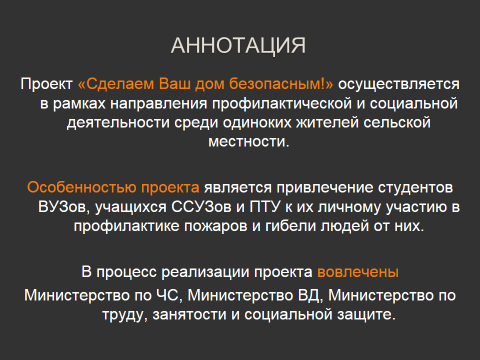 АННОТАЦИЯ
Проект «Сделаем Ваш дом безопасным!» осуществляется
в рамках направления профилактической и социальной
деятельности среди одиноких жителей сельской
местности.
Особенностью проекта является привлечение студентов
ВУЗов, учащихся ССУЗов и ПТУ к их личному участию в
профилактике пожаров и гибели людей от них.
В процесс реализации проекта вовлечены
Министерство по ЧС, Министерство ВД, Министерство по
труду, занятости и социальной защите.